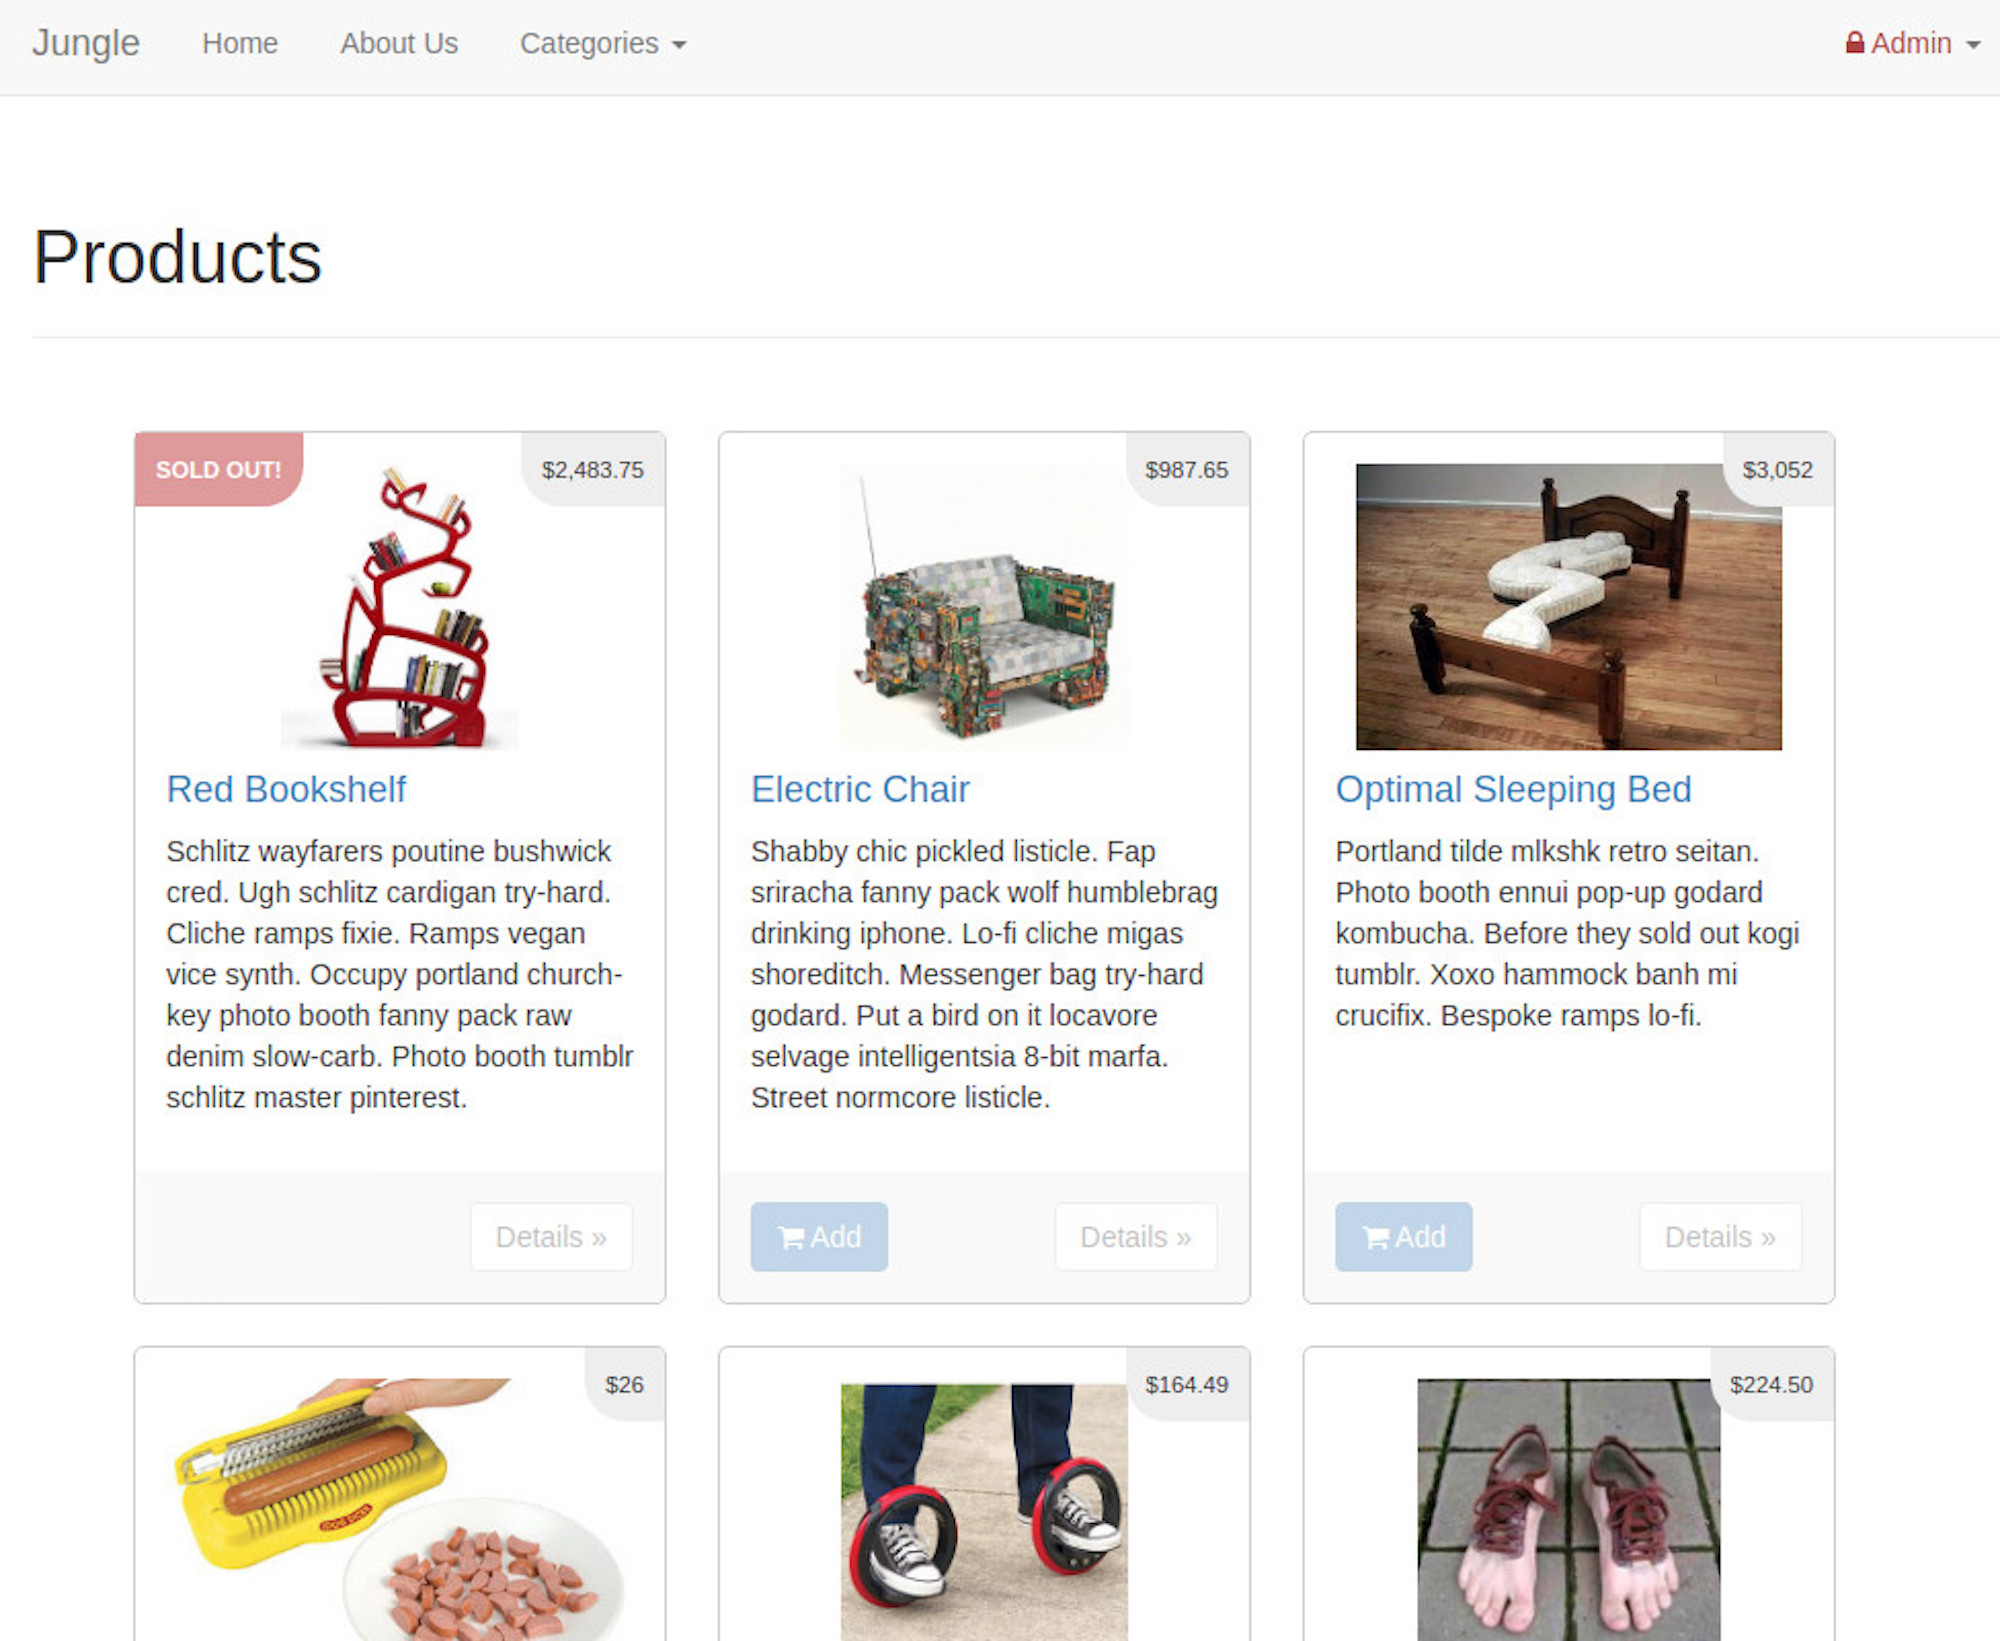 Jungle Home About Us Categories Admin
Products
SOLD OUT! $2,483.75
Red Bookshelf
Schlitz wayfarers poutine bushwick
cred. Ugh schlitz cardigan try-hard.
Cliche ramps fixie. Ramps vegan
vice synth. Occupy portland church-
key photo booth fanny pack raw
denim slow-carb. Photo booth tumblr
schlitz master pinterest.
Details »
$987.65
Electric Chair
Shabby chic pickled listicle. Fap
sriracha fanny pack wolf humblebrag
drinking iphone. Lo-fi cliche migas
shoreditch. Messenger bag try-hard
godard. Put a bird on it locavore
selvage intelligentsia 8-bit marfa.
Street normcore listicle.
Add Details »
$3,052
Optimal Sleeping Bed
Portland tilde mlkshk retro seitan.
Photo booth ennui pop-up godard
kombucha. Before they sold out kogi
tumblr. Xoxo hammock banh mi
crucifix. Bespoke ramps lo-fi.
Add Details »
$26
$164.49
$224.50